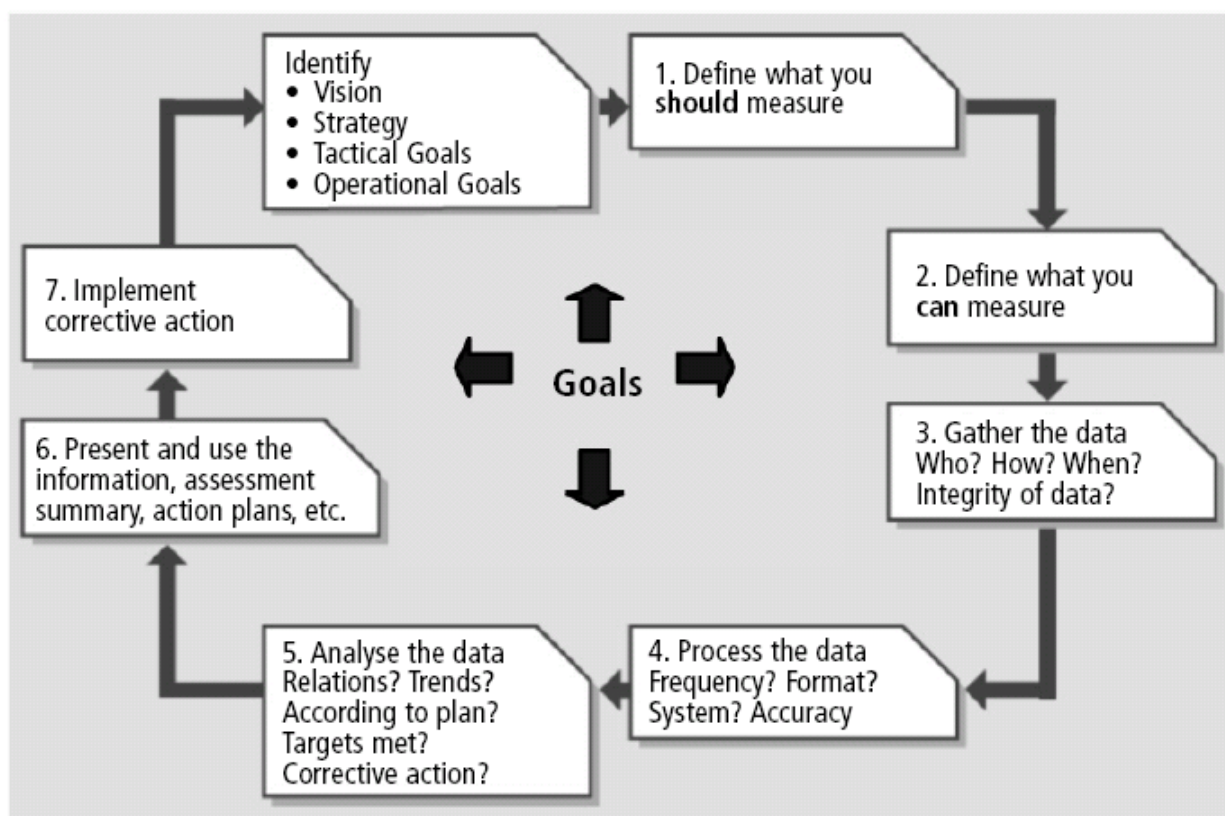 Identify
• Vision
• Strategy
• Tactical Goals
• Operational Goals
1. Define what you
should measure
2. Define what you
can measure
3. Gather the data
Who? How? When?
Integrity of data?
4. Process the data
Frequency? Format?
System? Accuracy
5. Analyse the data
Relations? Trends?
According to plan?
Targets met?
Corrective action?
6. Present and use the
information, assessment
summary, action plans, etc.
7. Implement
corrective action
Goals